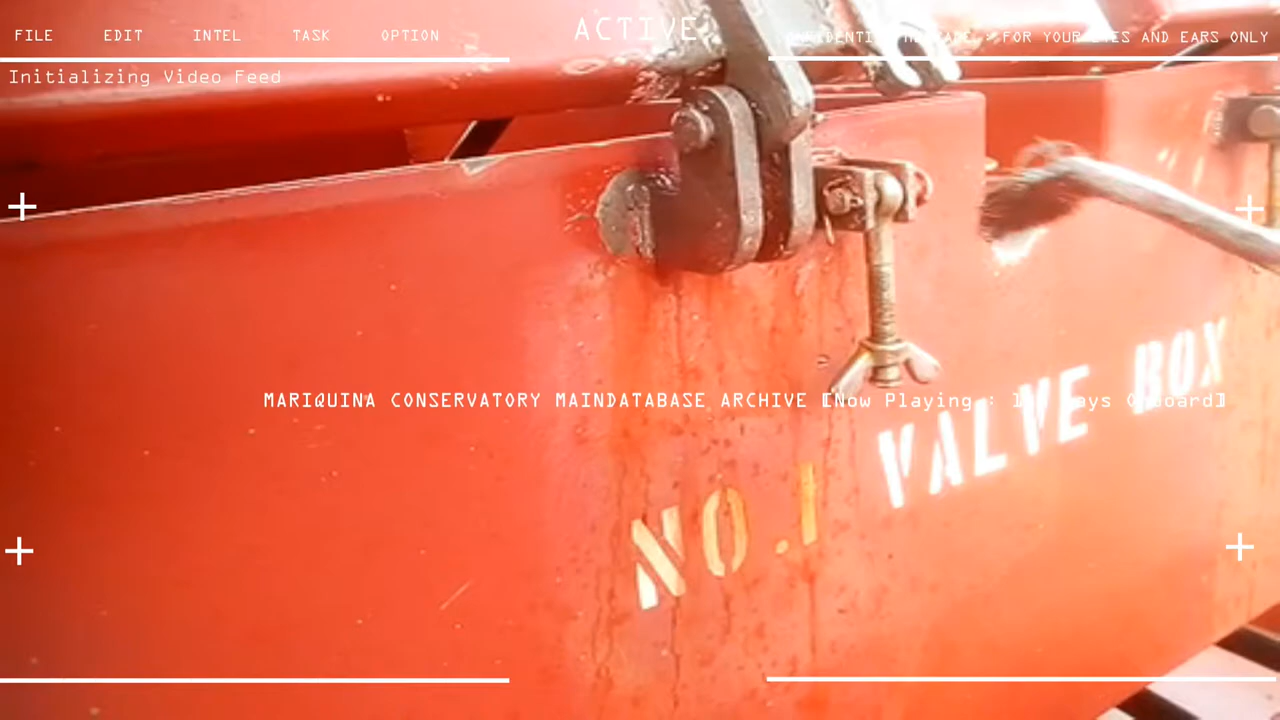 FILE EDIT INTEL TASK OPTION
ACTIVE
FOR YOUR EYES AND EARS ONLY
Initializing Video Feed
MARIQUINA CONSERVATORY MAINDATABASE ARCHIVE [Now Playing :
NO.1 VALVE BOX